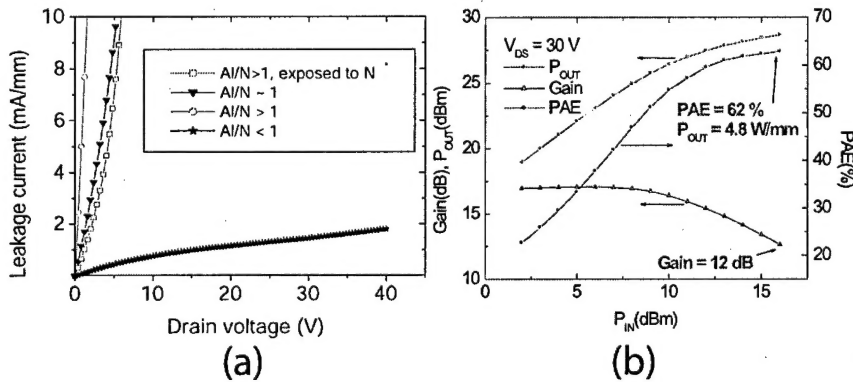 Leakage current (mA/mm)
10
8
6
4
2
0
0
10
20
30
40
Drain voltage (V)
Al/N>1, exposed to N
Al/N ~ 1
Al/N > 1
Al/N < 1
(a)
Gain(dB), P_OUT(dBm)
30
25
20
15
10
0
5
10
15
P_IN(dBm)
70
60
50
40
30
20
PAE(%)
V_DS = 30 V
P_OUT
Gain
PAE
PAE = 62 %
P_OUT = 4.8 W/mm
Gain = 12 dB
(b)